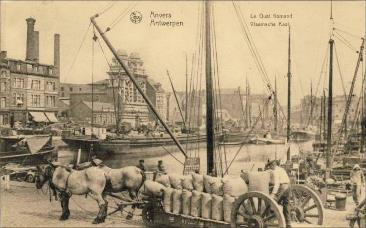 Anvers
Antwerpen
Le Quai flamand
Vlaamsche Kaai